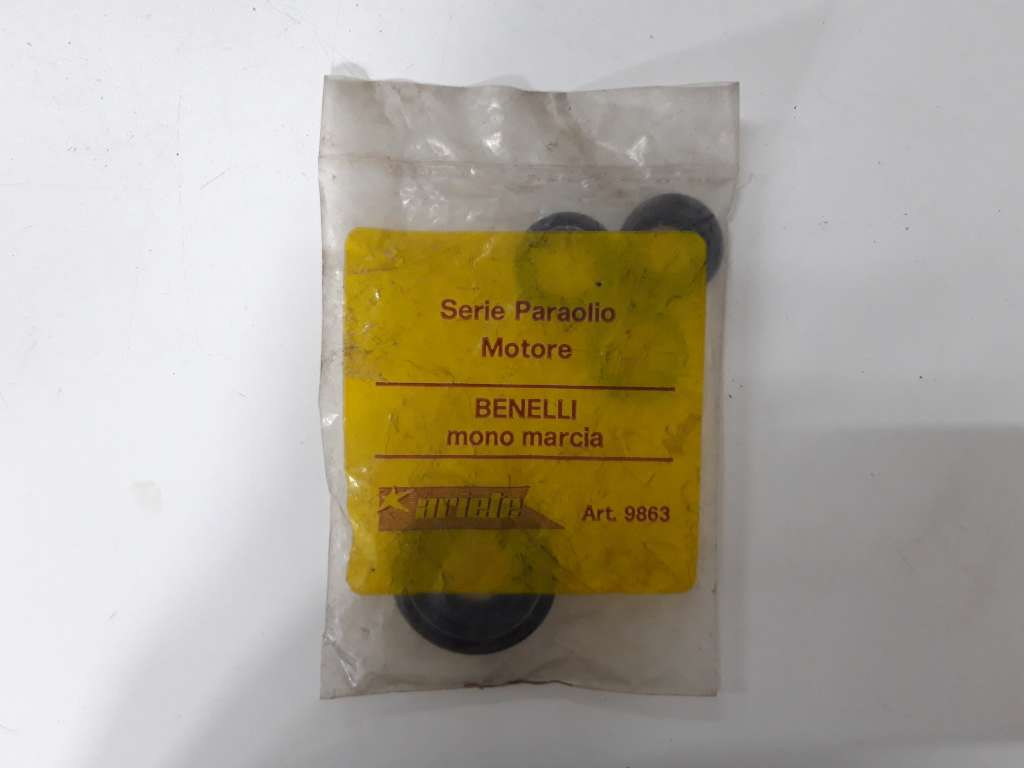 Serie Paraolio
Motore
BENELLI
mono marcia
ariete Art. 9863